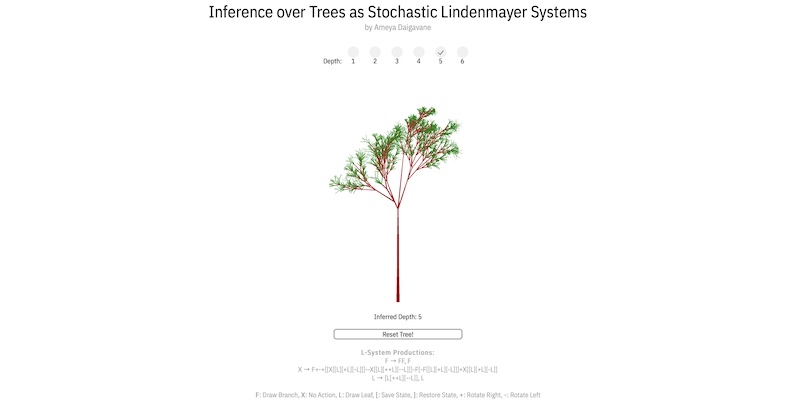 Inference over Trees as Stochastic Lindenmayer Systems
by Ameya Daigavane
Depth: 1 2 3 4 5 6
Inferred Depth: 5
Reset Tree!
L-System Productions:
F → FF, F
X → F+-+[[X[[L][+L][-L]]]--X[[L][++L][--L]]]-F[-F[[L][+L][-L]]]+X[[L][+L][-L]]
L → [L[++L][--L]], L
F: Draw Branch, X: No Action, L: Draw Leaf, [: Save State, ]: Restore State, +: Rotate Right, -: Rotate Left